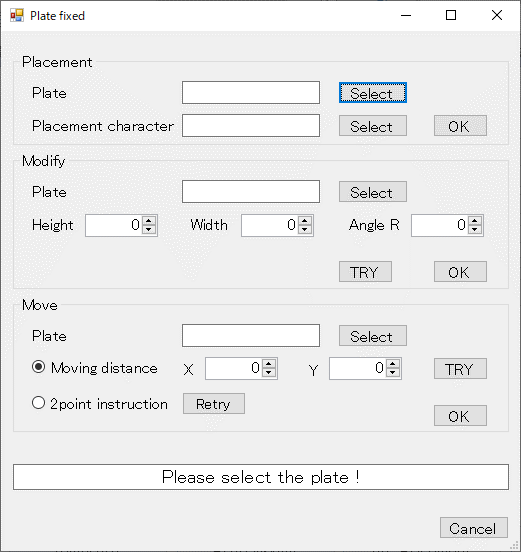 Plate fixed
Placement
Plate Select
Placement character Select OK
Modify
Plate Select
Height 0 Width 0 Angle R 0
TRY OK
Move
Plate Select
Moving distance X 0 Y 0 TRY
2point instruction Retry
OK
Please select the plate !
Cancel